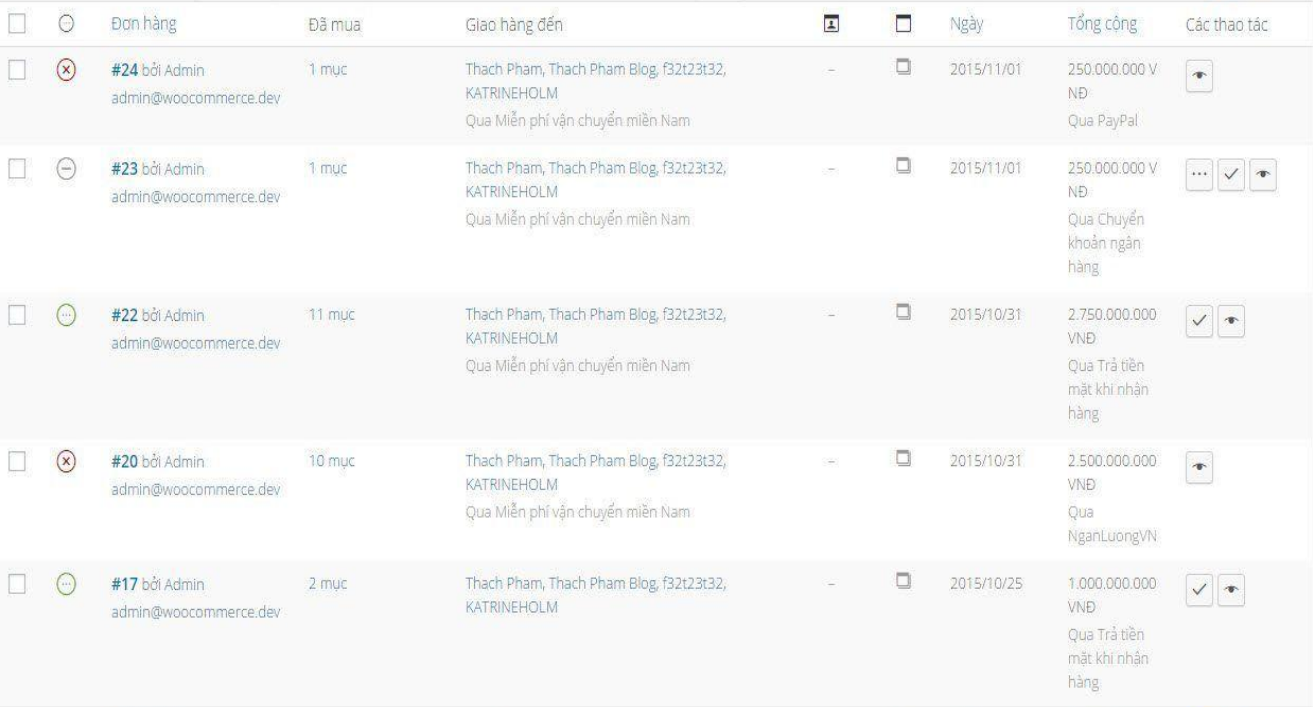 Đơn hàng Đã mua Giao hàng đến Ngày Tổng cộng Các thao tác
#24 bởi Admin 1 mục Thach Pham, Thach Pham Blog, f32t23t32, – 2015/11/01 250.000.000 V
admin@woocommerce.dev KATRINEHOLM NĐ
Qua Miễn phí vận chuyển miền Nam Qua PayPal
#23 bởi Admin 1 mục Thach Pham, Thach Pham Blog, f32t23t32, – 2015/11/01 250.000.000 V
admin@woocommerce.dev KATRINEHOLM NĐ
Qua Miễn phí vận chuyển miền Nam Qua Chuyển
khoản ngân
hàng
#22 bởi Admin 11 mục Thach Pham, Thach Pham Blog, f32t23t32, – 2015/10/31 2.750.000.000
admin@woocommerce.dev KATRINEHOLM VNĐ
Qua Miễn phí vận chuyển miền Nam Qua Trả tiền
mặt khi nhận
hàng
#20 bởi Admin 10 mục Thach Pham, Thach Pham Blog, f32t23t32, – 2015/10/31 2.500.000.000
admin@woocommerce.dev KATRINEHOLM VNĐ
Qua Miễn phí vận chuyển miền Nam Qua
NganLuongVN
#17 bởi Admin 2 mục Thach Pham, Thach Pham Blog, f32t23t32, – 2015/10/25 1.000.000.000
admin@woocommerce.dev KATRINEHOLM VNĐ
Qua Trả tiền
mặt khi nhận
hàng